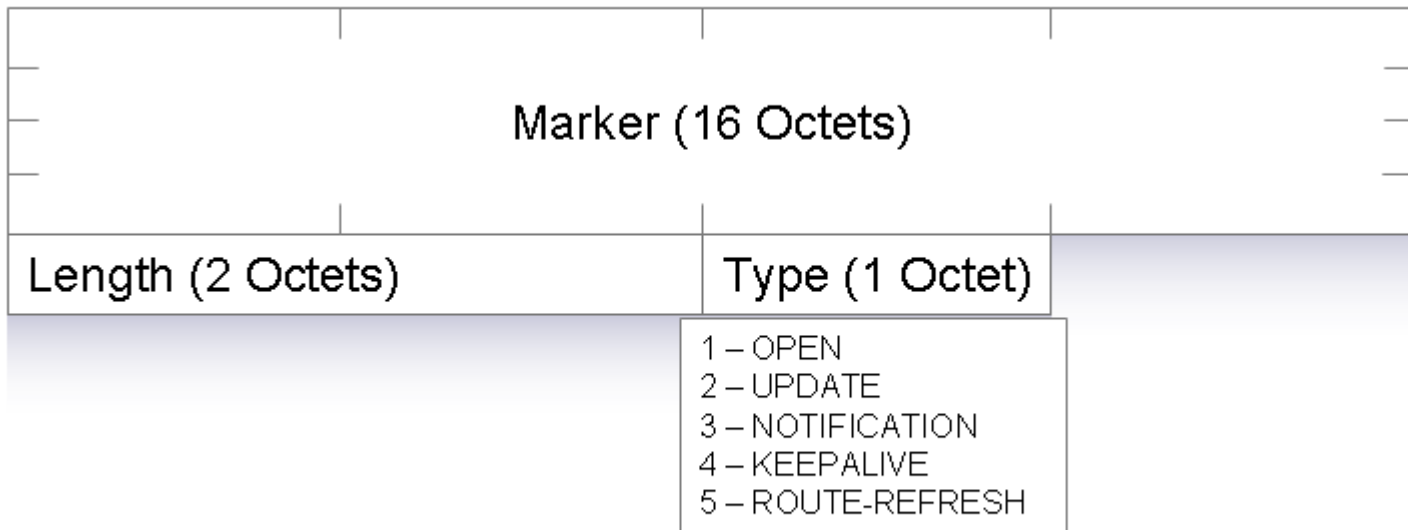 Marker (16 Octets)
Length (2 Octets)
Type (1 Octet)
1 – OPEN
2 – UPDATE
3 – NOTIFICATION
4 – KEEPALIVE
5 – ROUTE-REFRESH